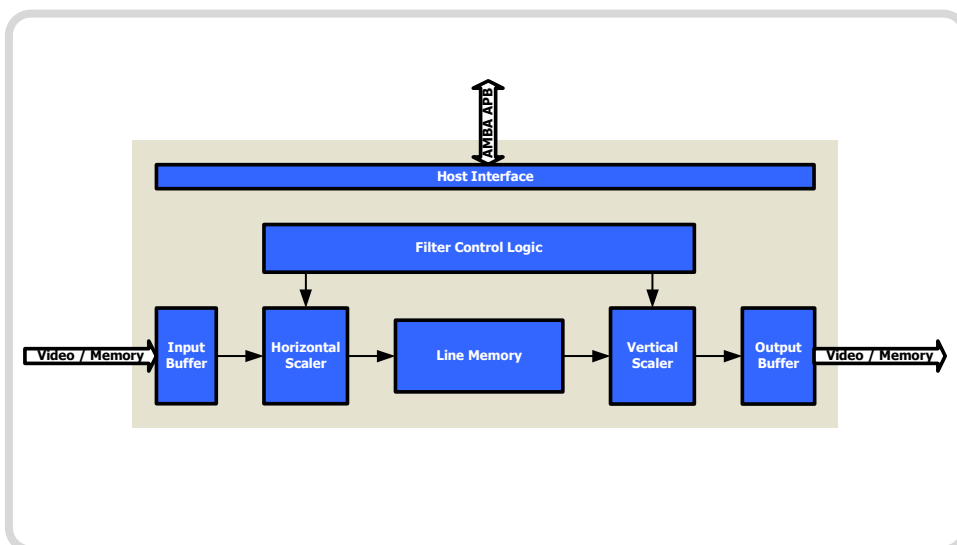 AMBA APB
Host Interface
Filter Control Logic
Video / Memory
Input
Buffer
Horizontal
Scaler
Line Memory
Vertical
Scaler
Output
Buffer
Video / Memory